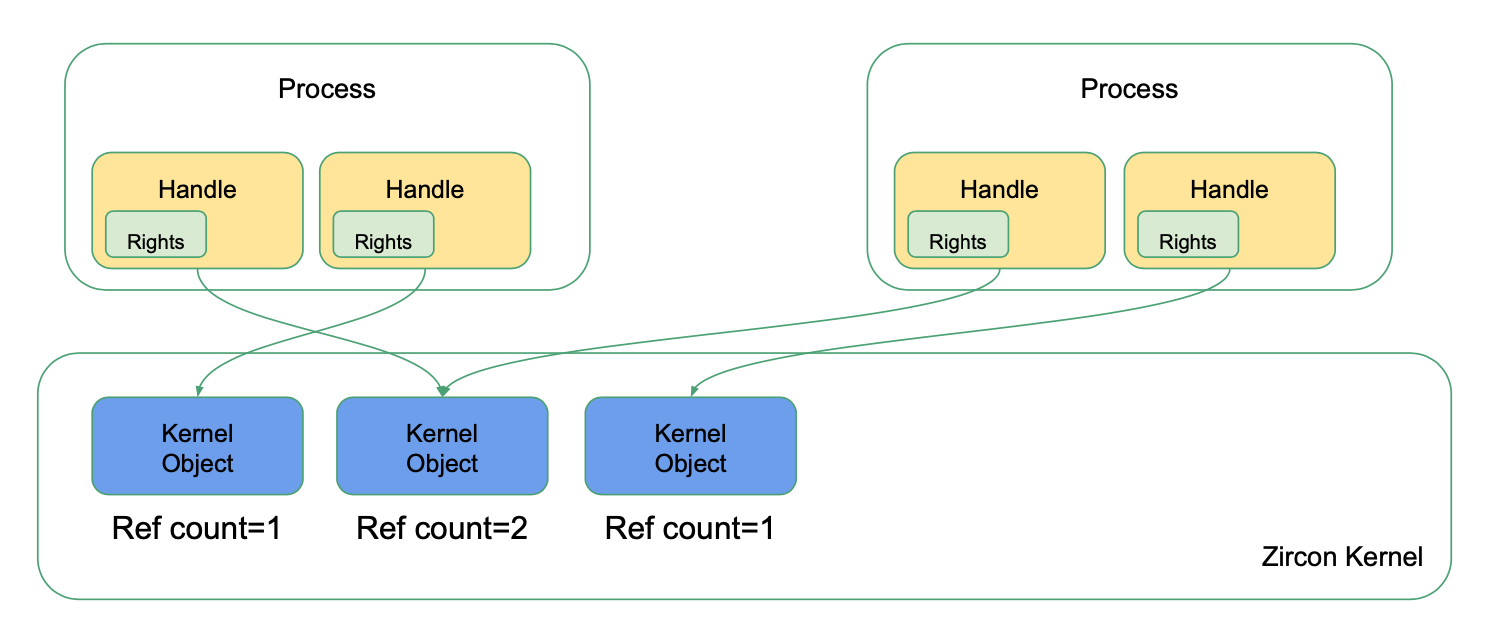 Process
Handle
Rights
Handle
Rights
Process
Handle
Rights
Handle
Rights
Kernel
Object
Ref count=1
Kernel
Object
Ref count=2
Kernel
Object
Ref count=1
Zircon Kernel